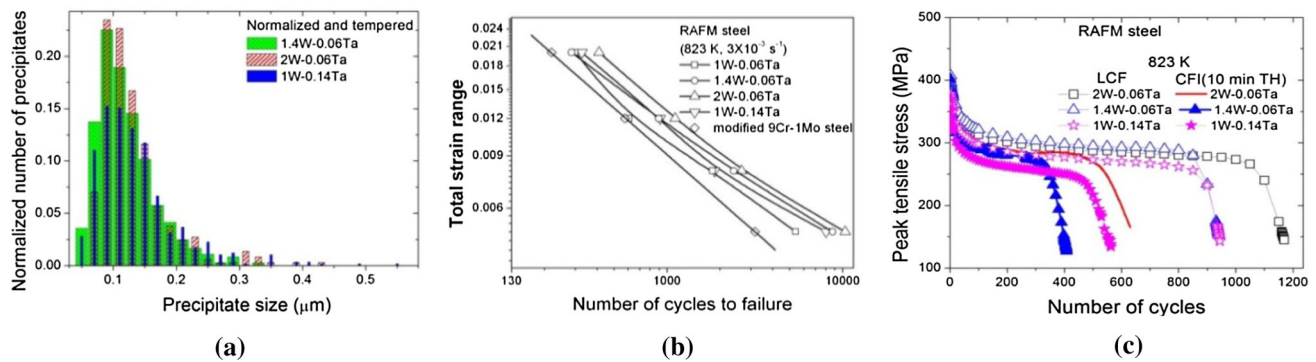 Normalized and tempered
1.4W-0.06Ta
2W-0.06Ta
1W-0.14Ta
Normalized number of precipitates
0.20
0.15
0.10
0.05
0.00
0.1
0.2
0.3
0.4
0.5
Precipitate size (μm)
(a)
RAFM steel
(823 K, 3X10⁻³ s⁻¹)
1W-0.06Ta
1.4W-0.06Ta
2W-0.06Ta
1W-0.14Ta
modified 9Cr-1Mo steel
Total strain range
0.024
0.021
0.018
0.015
0.012
0.009
0.006
130
1000
10000
Number of cycles to failure
(b)
RAFM steel
823 K
LCF CFI(10 min TH)
2W-0.06Ta 2W-0.06Ta
1.4W-0.06Ta 1.4W-0.06Ta
1W-0.14Ta 1W-0.14Ta
Peak tensile stress (MPa)
500
400
300
200
100
0
200
400
600
800
1000
1200
Number of cycles
(c)